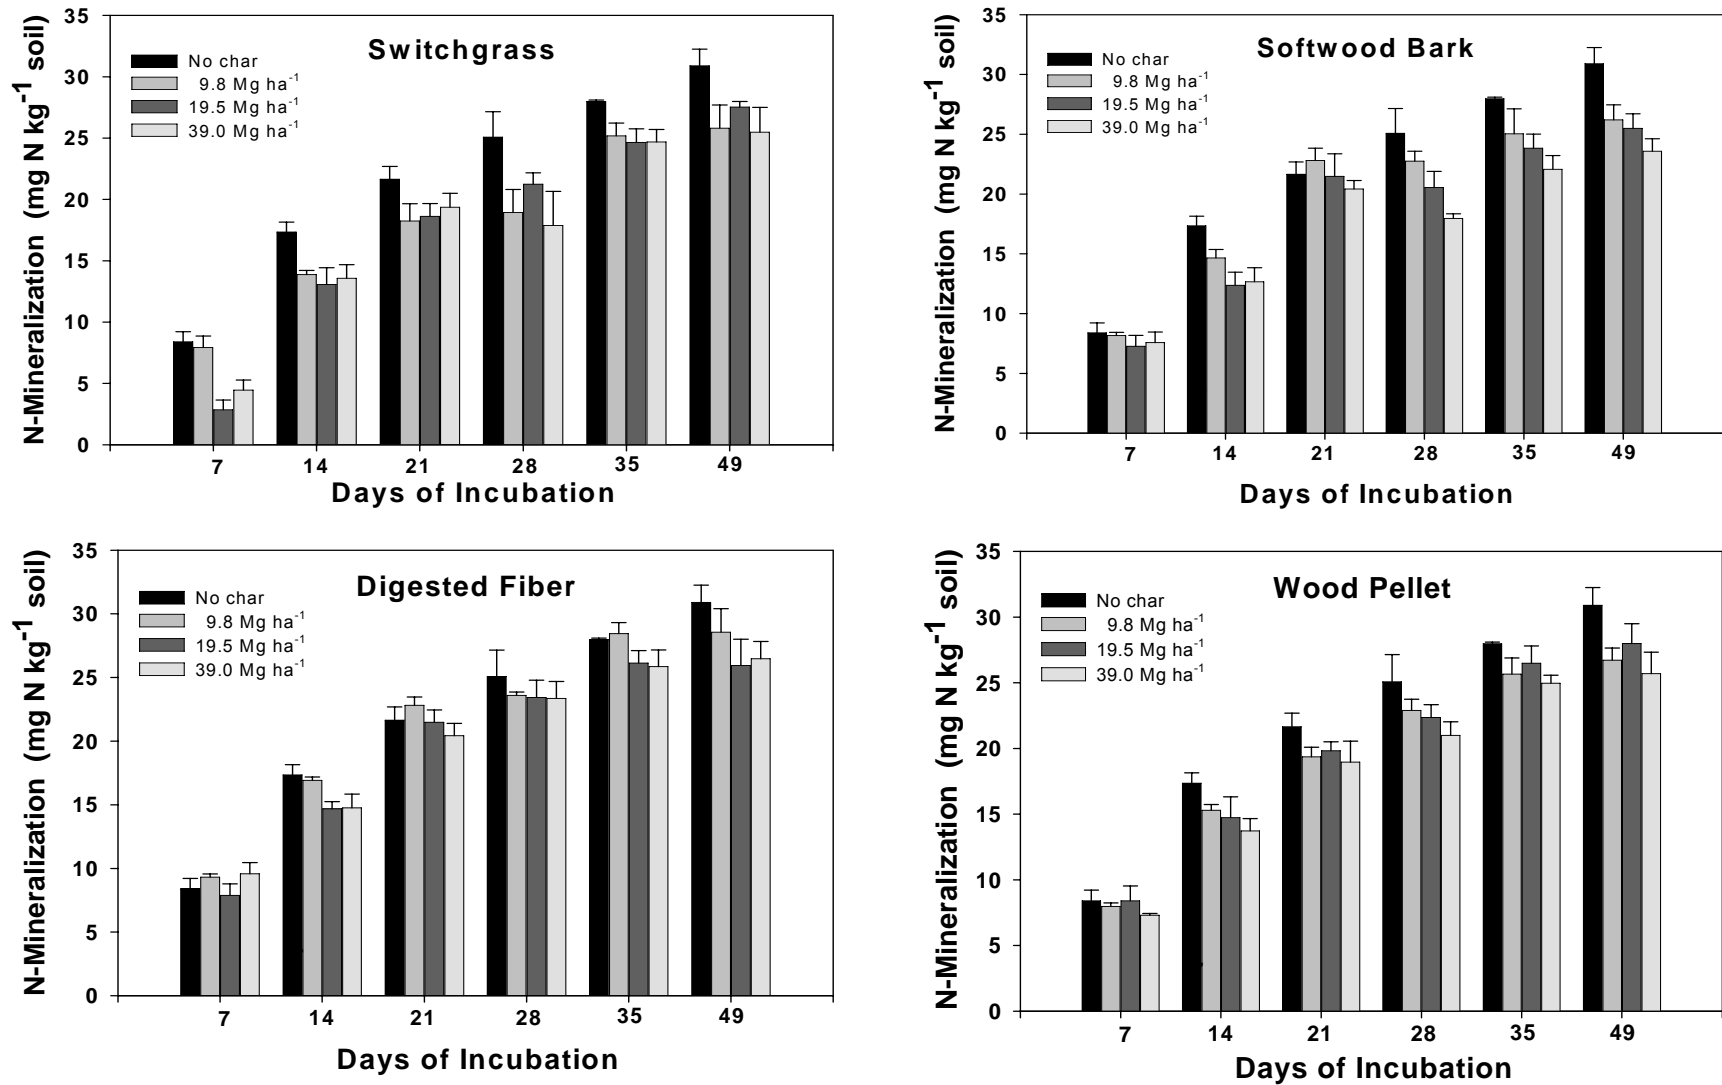 Switchgrass
N-Mineralization (mg N kg⁻¹ soil)
35
30
25
20
15
10
5
0
No char
9.8 Mg ha⁻¹
19.5 Mg ha⁻¹
39.0 Mg ha⁻¹
7 14 21 28 35 49
Days of Incubation
Softwood Bark
N-Mineralization (mg N kg⁻¹ soil)
35
30
25
20
15
10
5
0
No char
9.8 Mg ha⁻¹
19.5 Mg ha⁻¹
39.0 Mg ha⁻¹
7 14 21 28 35 49
Days of Incubation
Digested Fiber
N-Mineralization (mg N kg⁻¹ soil)
35
30
25
20
15
10
5
0
No char
9.8 Mg ha⁻¹
19.5 Mg ha⁻¹
39.0 Mg ha⁻¹
7 14 21 28 35 49
Days of Incubation
Wood Pellet
N-Mineralization (mg N kg⁻¹ soil)
35
30
25
20
15
10
5
0
No char
9.8 Mg ha⁻¹
19.5 Mg ha⁻¹
39.0 Mg ha⁻¹
7 14 21 28 35 49
Days of Incubation